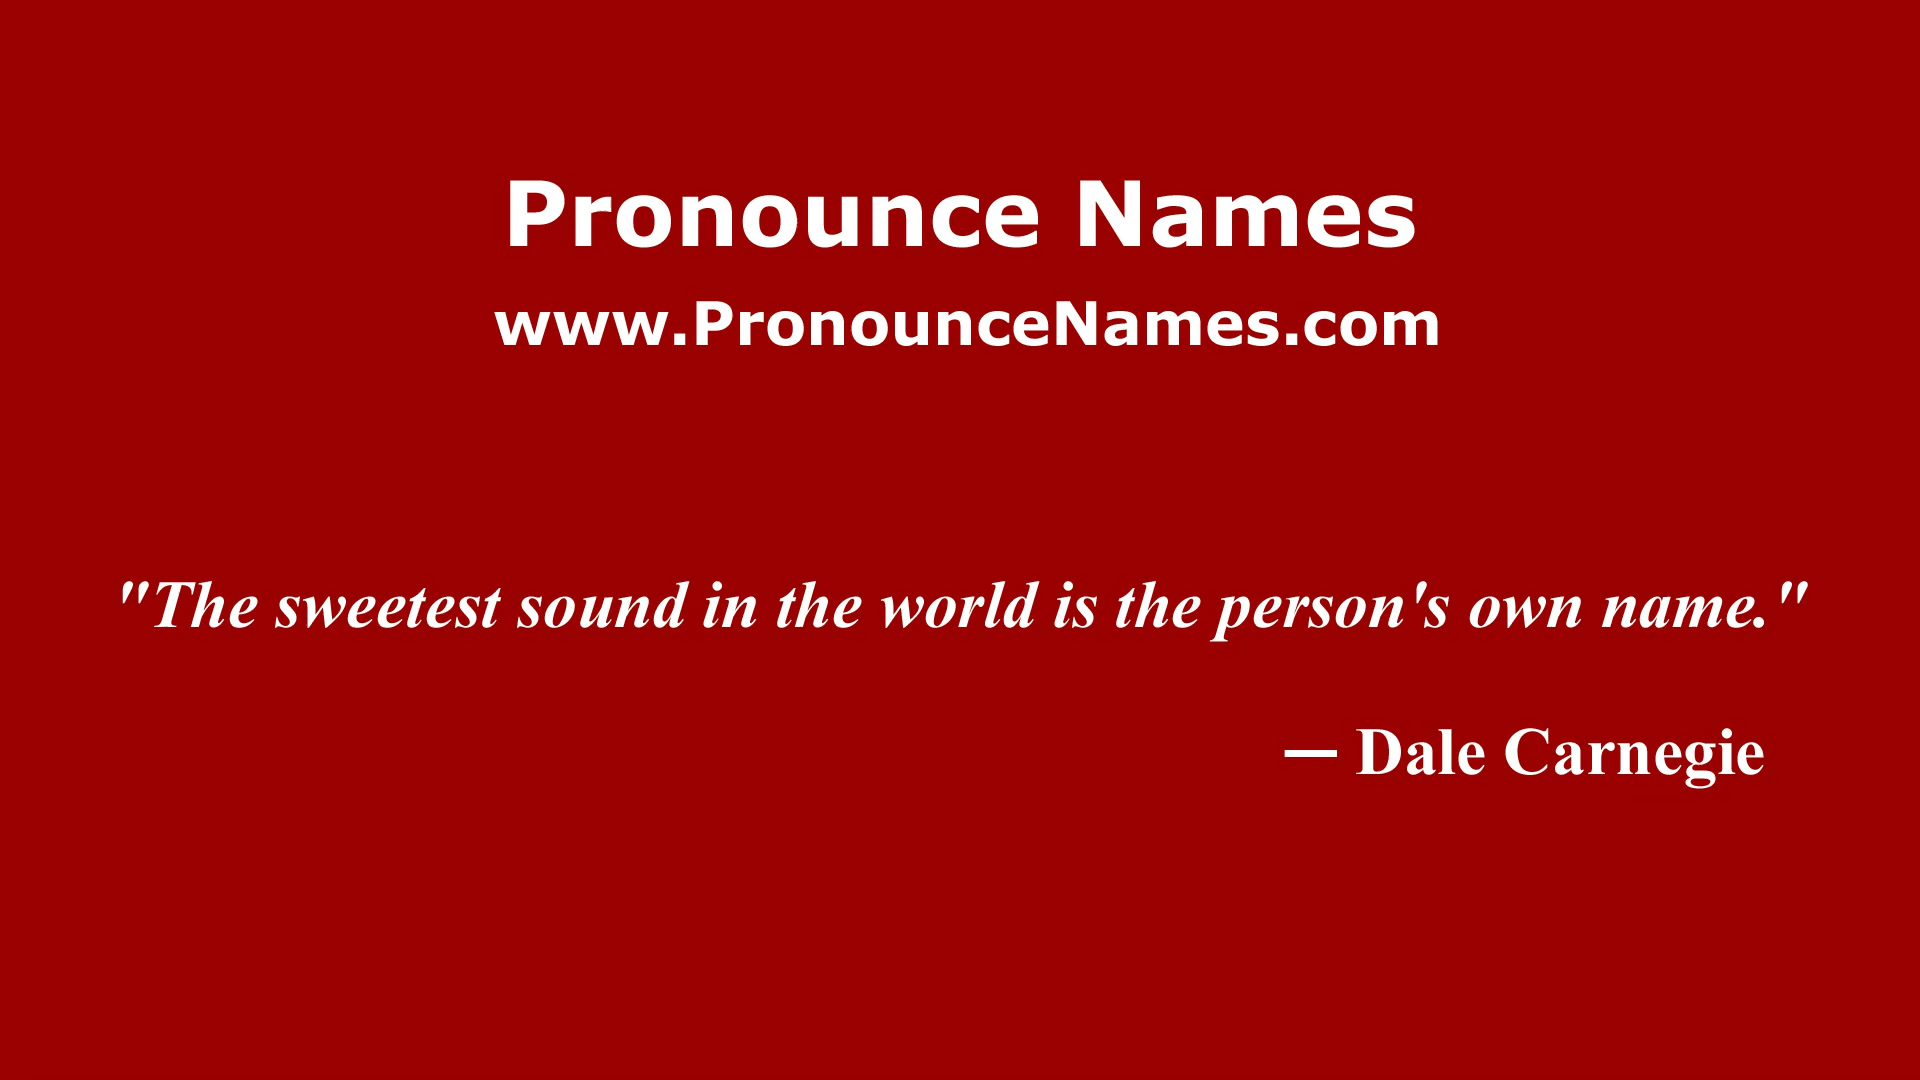 Pronounce Names
www.PronounceNames.com
"The sweetest sound in the world is the person's own name."
— Dale Carnegie